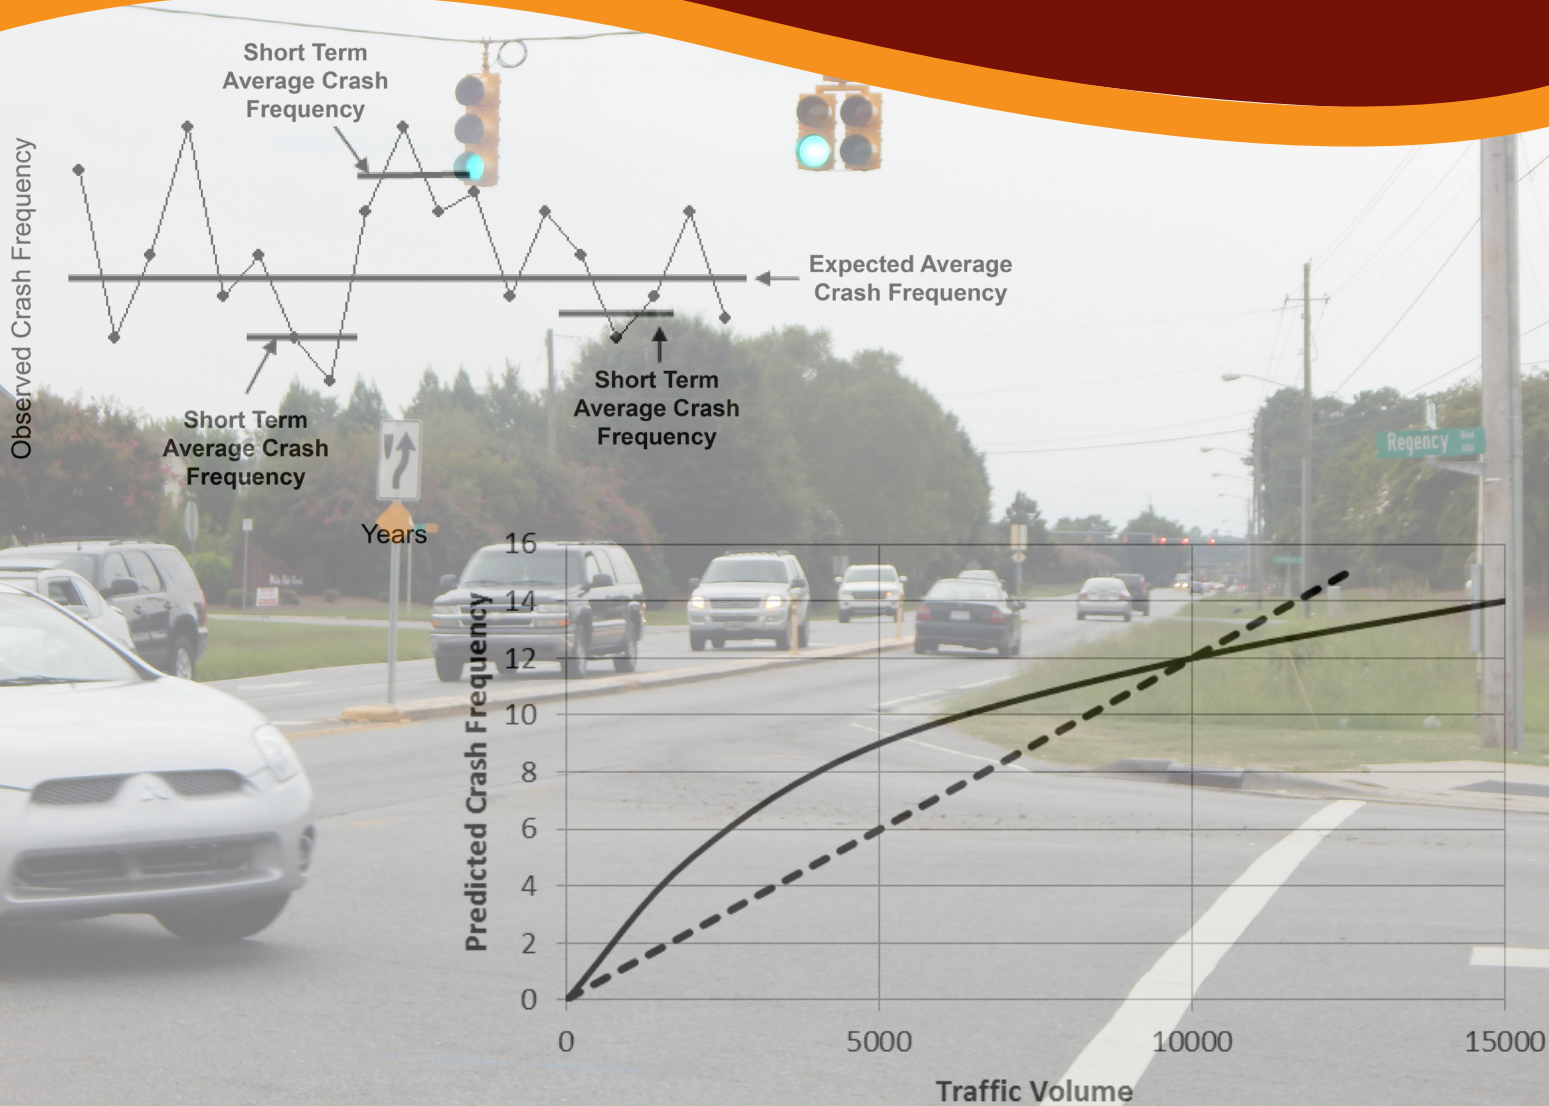 Short Term
Average Crash
Frequency
Observed Crash Frequency
Expected Average
Crash Frequency
Short Term
Average Crash
Frequency
Short Term
Average Crash
Frequency
Years
Regency Blvd
16
14
12
10
8
6
4
2
0
Predicted Crash Frequency
0 5000 10000 15000
Traffic Volume